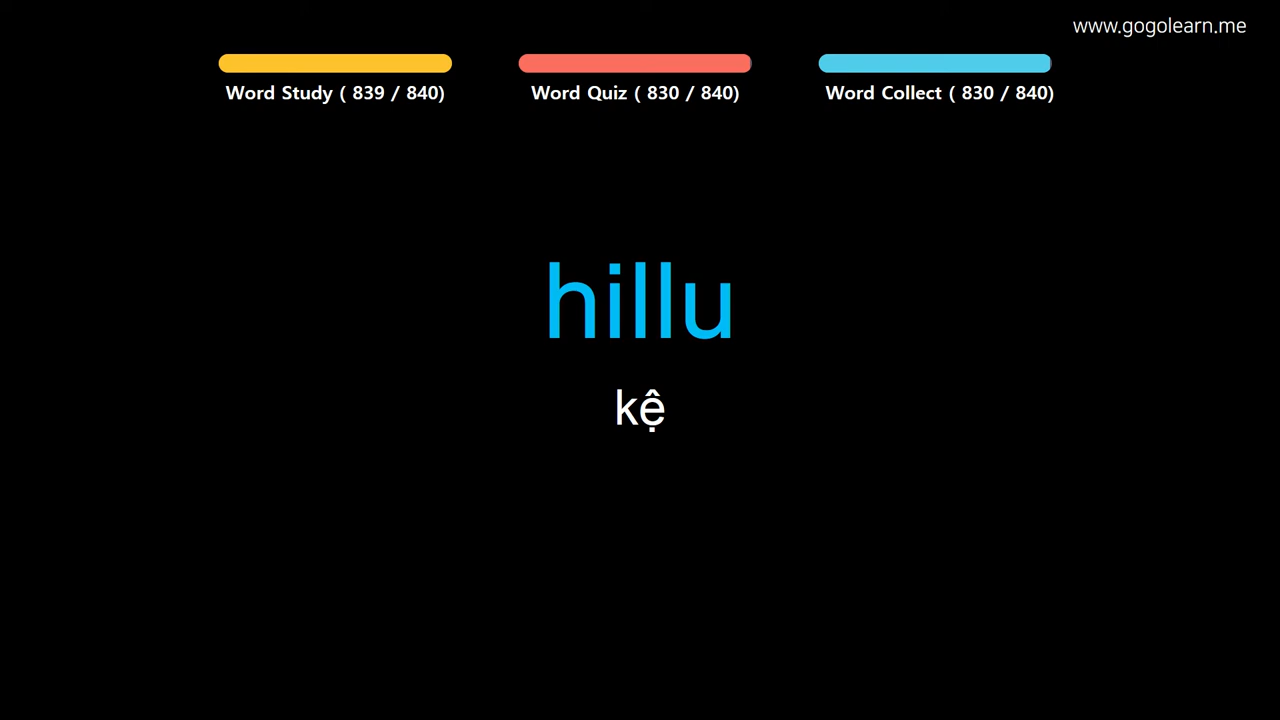 www.gogolearn.me
Word Study ( 839 / 840)
Word Quiz ( 830 / 840)
Word Collect ( 830 / 840)
hillu
kệ